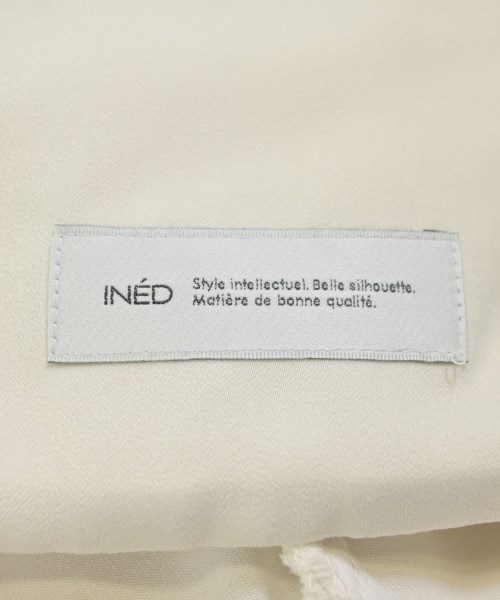 INÉD
Style intellectuel. Belle silhouette.
Matière de bonne qualité.